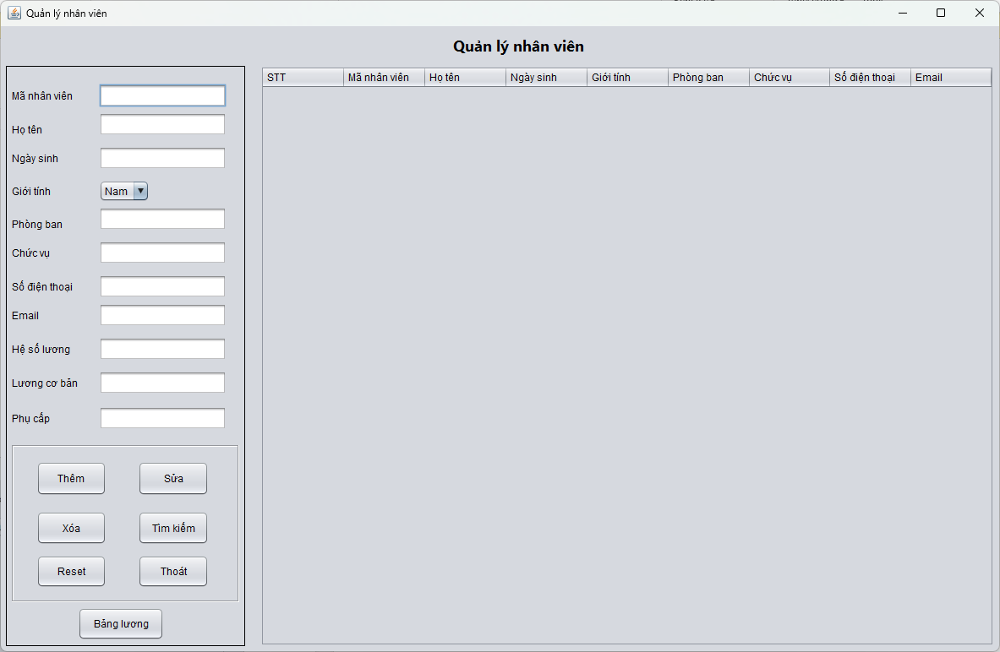 Quản lý nhân viên
Quản lý nhân viên
Mã nhân viên
Họ tên
Ngày sinh
Giới tính
Nam
Phòng ban
Chức vụ
Số điện thoại
Email
Hệ số lương
Lương cơ bản
Phụ cấp
Thêm
Sửa
Xóa
Tìm kiếm
Reset
Thoát
Bảng lương
STT Mã nhân viên Họ tên Ngày sinh Giới tính Phòng ban Chức vụ Số điện thoại Email